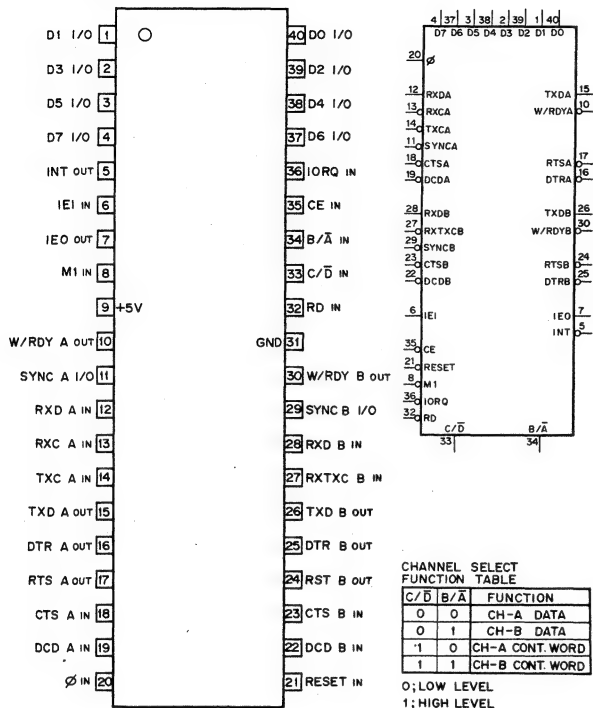 D1 I/O 1
D3 I/O 2
D5 I/O 3
D7 I/O 4
INT OUT 5
IEI IN 6
IEO OUT 7
M1 IN 8
9 +5V
W/RDY A OUT 10
SYNC A I/O 11
RXD A IN 12
RXC A IN 13
TXC A IN 14
TXD A OUT 15
DTR A OUT 16
RTS A OUT 17
CTS A IN 18
DCD A IN 19
Ø IN 20
40 D0 I/O
39 D2 I/O
38 D4 I/O
37 D6 I/O
36 IORQ IN
35 CE IN
34 B/A̅ IN
33 C/D̅ IN
32 RD IN
GND 31
30 W/RDY B OUT
29 SYNC B I/O
28 RXD B IN
27 RXTXC B IN
26 TXD B OUT
25 DTR B OUT
24 RST B OUT
23 CTS B IN
22 DCD B IN
21 RESET IN
4 37 3 38 2 39 1 40
D7 D6 D5 D4 D3 D2 D1 D0
20 Ø
12 RXDA TXDA 15
13 RXCA W/RDYA 10
14 TXCA
11 SYNCA
18 CTSA RTSA 17
19 DCDA DTRA 16
28 RXDB TXDB 26
27 RXTXCB W/RDYB 30
29 SYNCB
23 CTSB RTSB 24
22 DCDB DTRB 25
6 IEI IEO 7
INT 5
35 CE
21 RESET
8 M1
36 IORQ
32 RD
C/D̅ B/A̅
33 34
CHANNEL SELECT
FUNCTION TABLE
C/D̅ B/A̅ FUNCTION
0 0 CH-A DATA
0 1 CH-B DATA
1 0 CH-A CONT. WORD
1 1 CH-B CONT. WORD
0; LOW LEVEL
1; HIGH LEVEL